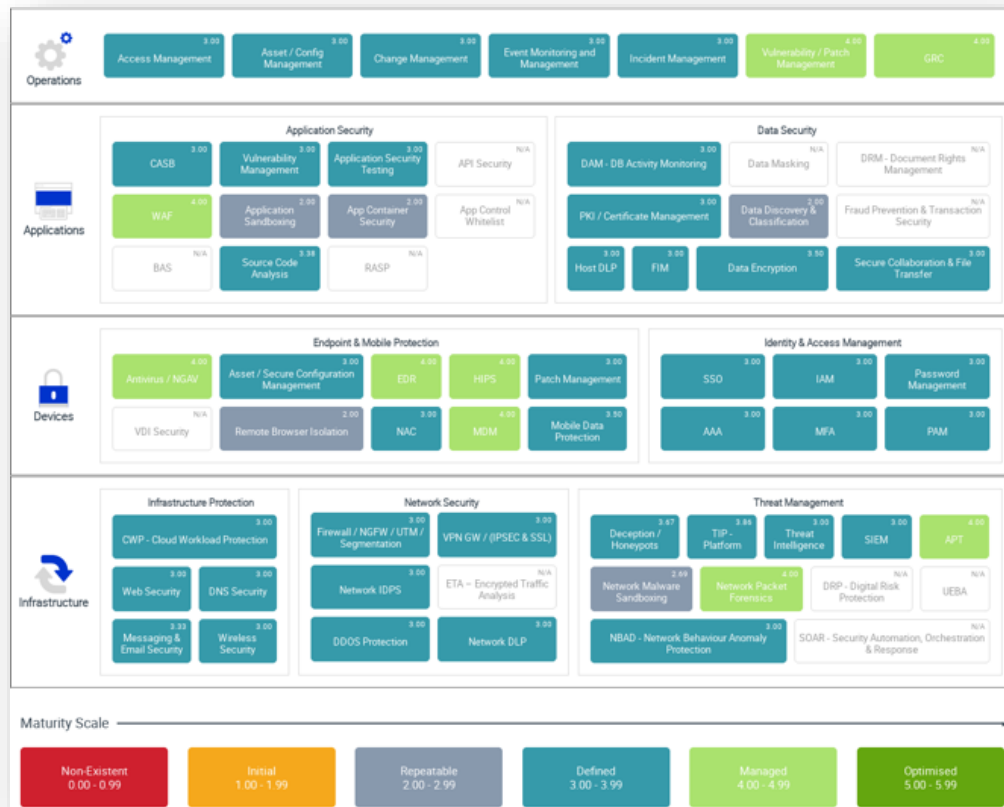 Operations
3.00
Access Management
3.00
Asset / Config
Management
3.00
Change Management
3.00
Event Monitoring and
Management
3.00
Incident Management
4.00
Vulnerability / Patch
Management
4.00
GRC
Applications
Application Security
3.00
CASB
3.00
Vulnerability
Management
3.00
Application Security
Testing
N/A
API Security
4.00
WAF
2.00
Application
Sandboxing
2.00
App Container
Security
N/A
App Control
Whitelist
N/A
BAS
3.38
Source Code
Analysis
N/A
RASP
Data Security
3.00
DAM - DB Activity Monitoring
N/A
Data Masking
N/A
DRM - Document Rights
Management
3.00
PKI / Certificate Management
2.00
Data Discovery &
Classification
N/A
Fraud Prevention & Transaction
Security
3.00
Host DLP
3.00
FIM
3.50
Data Encryption
3.00
Secure Collaboration & File
Transfer
Devices
Endpoint & Mobile Protection
4.00
Antivirus / NGAV
3.00
Asset / Secure Configuration
Management
4.00
EDR
4.00
HIPS
3.00
Patch Management
N/A
VDI Security
2.00
Remote Browser Isolation
3.00
NAC
4.00
MDM
3.50
Mobile Data
Protection
Identity & Access Management
3.00
SSO
3.00
IAM
3.00
Password
Management
3.00
AAA
3.00
MFA
3.00
PAM
Infrastructure
Infrastructure Protection
3.00
CWP - Cloud Workload Protection
3.00
Web Security
3.00
DNS Security
3.33
Messaging &
Email Security
3.00
Wireless
Security
Network Security
3.00
Firewall / NGFW / UTM /
Segmentation
3.00
VPN GW / (IPSEC & SSL)
3.00
Network IDPS
N/A
ETA – Encrypted Traffic
Analysis
3.00
DDOS Protection
3.00
Network DLP
Threat Management
3.67
Deception /
Honeypots
3.86
TIP -
Platform
3.00
Threat
Intelligence
3.00
SIEM
4.00
APT
2.69
Network Malware
Sandboxing
4.00
Network Packet
Forensics
N/A
DRP - Digital Risk
Protection
N/A
UEBA
3.00
NBAD - Network Behaviour Anomaly
Protection
N/A
SOAR - Security Automation, Orchestration
& Response
Maturity Scale
Non-Existent
0.00 - 0.99
Initial
1.00 - 1.99
Repeatable
2.00 - 2.99
Defined
3.00 - 3.99
Managed
4.00 - 4.99
Optimised
5.00 - 5.99